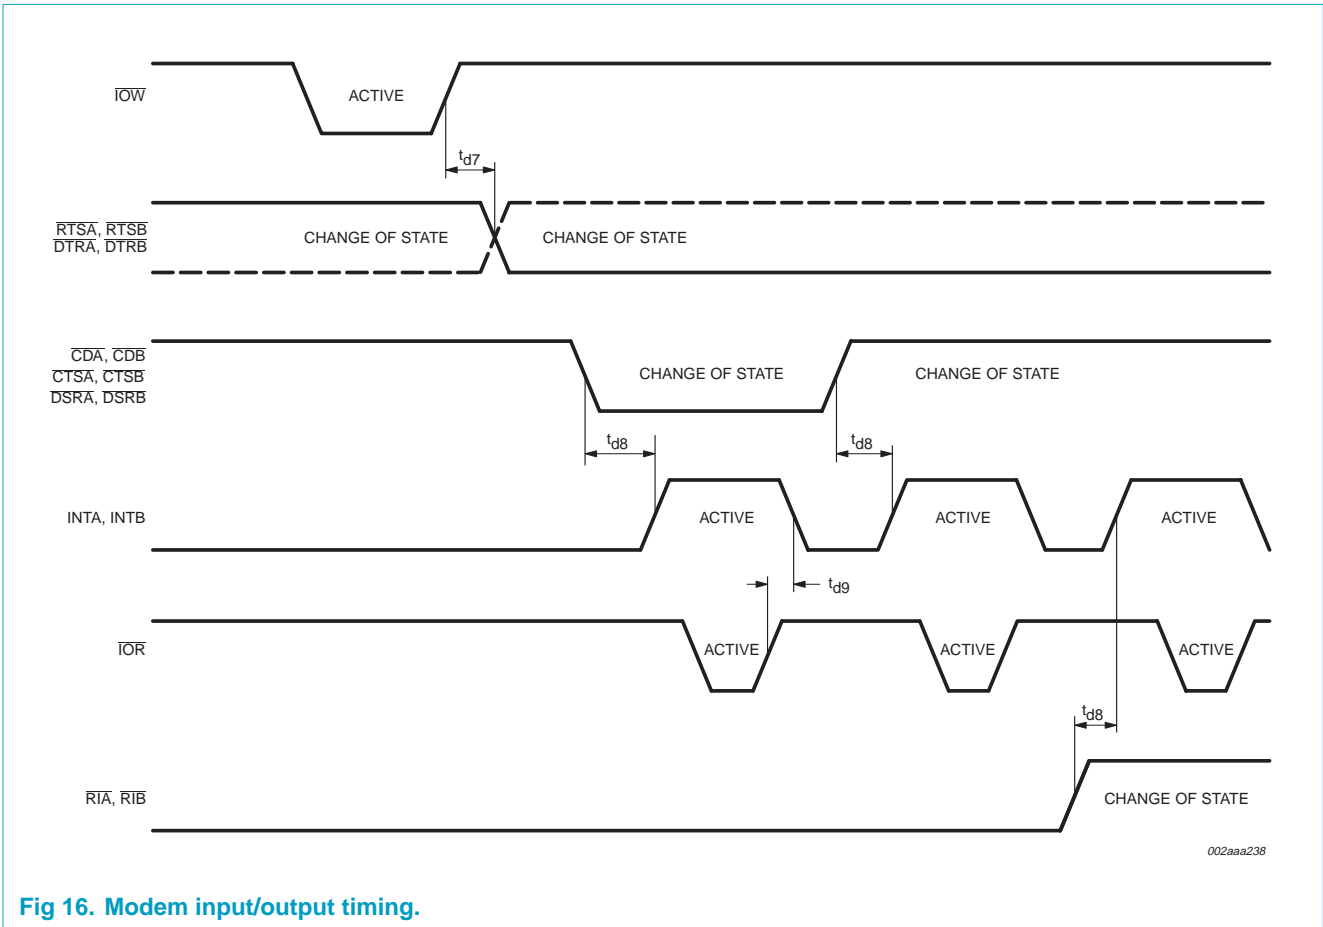 IOW
ACTIVE
td7
RTSA, RTSB
DTRA, DTRB
CHANGE OF STATE CHANGE OF STATE
CDA, CDB
CTSA, CTSB
DSRA, DSRB
CHANGE OF STATE CHANGE OF STATE
td8 td8
INTA, INTB
ACTIVE ACTIVE ACTIVE
td9
IOR
ACTIVE ACTIVE ACTIVE
td8
RIA, RIB
CHANGE OF STATE
002aaa238
Fig 16. Modem input/output timing.